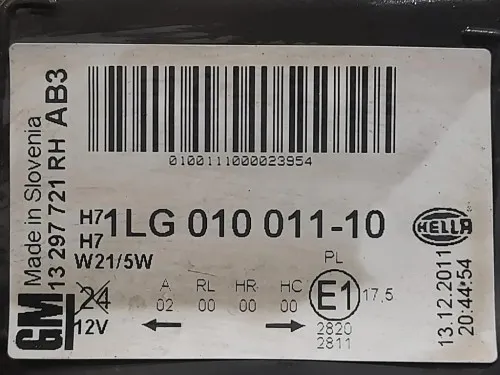 GM
Made in Slovenia
13 297 721 RH AB3
0100111000023954
H7
H7
1LG 010 011-10
W21/5W
24
12V
A RL HR HC PL
02 00 00 00 E1 17.5
2820
2811
HELLA
13.12.2011
20:44:54